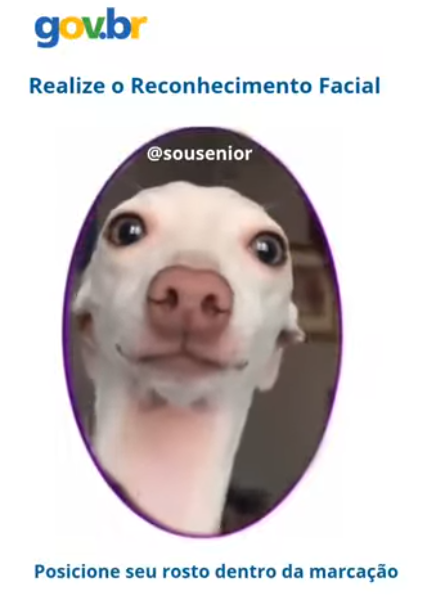 gov.br
Realize o Reconhecimento Facial
@sousenior
Posicione seu rosto dentro da marcação